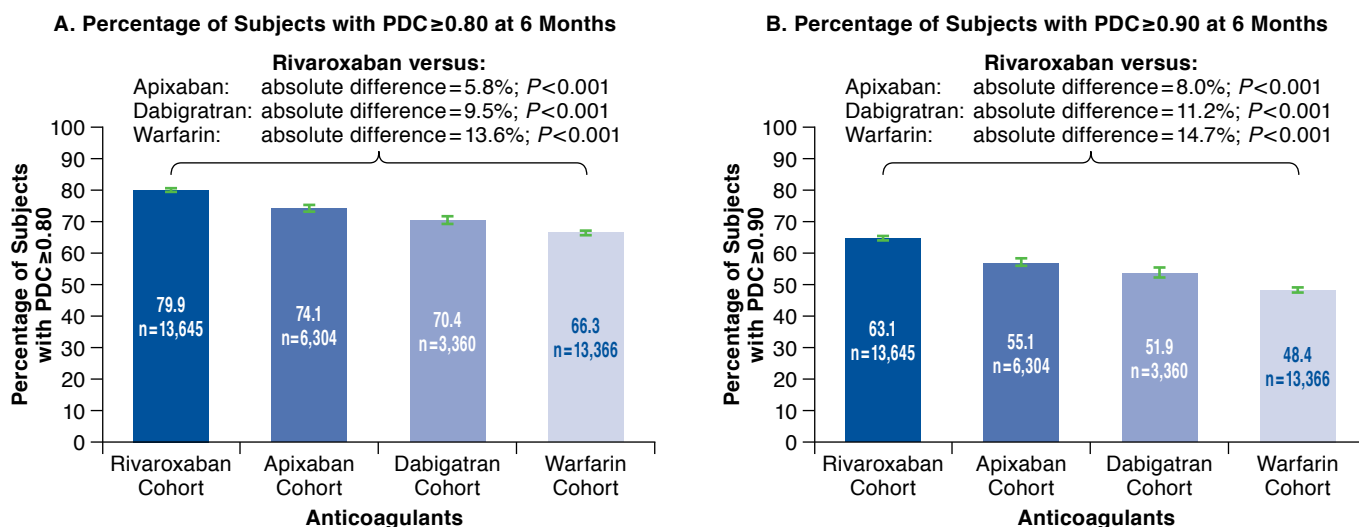 A. Percentage of Subjects with PDC≥0.80 at 6 Months
Rivaroxaban versus:
Apixaban: absolute difference=5.8%; P<0.001
Dabigratran: absolute difference=9.5%; P<0.001
Warfarin: absolute difference=13.6%; P<0.001
Percentage of Subjects
with PDC≥0.80
100
90
80
70
60
50
40
30
20
10
0
79.9
n=13,645
74.1
n=6,304
70.4
n=3,360
66.3
n=13,366
Rivaroxaban
Cohort
Apixaban
Cohort
Dabigatran
Cohort
Warfarin
Cohort
Anticoagulants
B. Percentage of Subjects with PDC≥0.90 at 6 Months
Rivaroxaban versus:
Apixaban: absolute difference=8.0%; P<0.001
Dabigratran: absolute difference=11.2%; P<0.001
Warfarin: absolute difference=14.7%; P<0.001
Percentage of Subjects
with PDC≥0.90
100
90
80
70
60
50
40
30
20
10
0
63.1
n=13,645
55.1
n=6,304
51.9
n=3,360
48.4
n=13,366
Rivaroxaban
Cohort
Apixaban
Cohort
Dabigatran
Cohort
Warfarin
Cohort
Anticoagulants